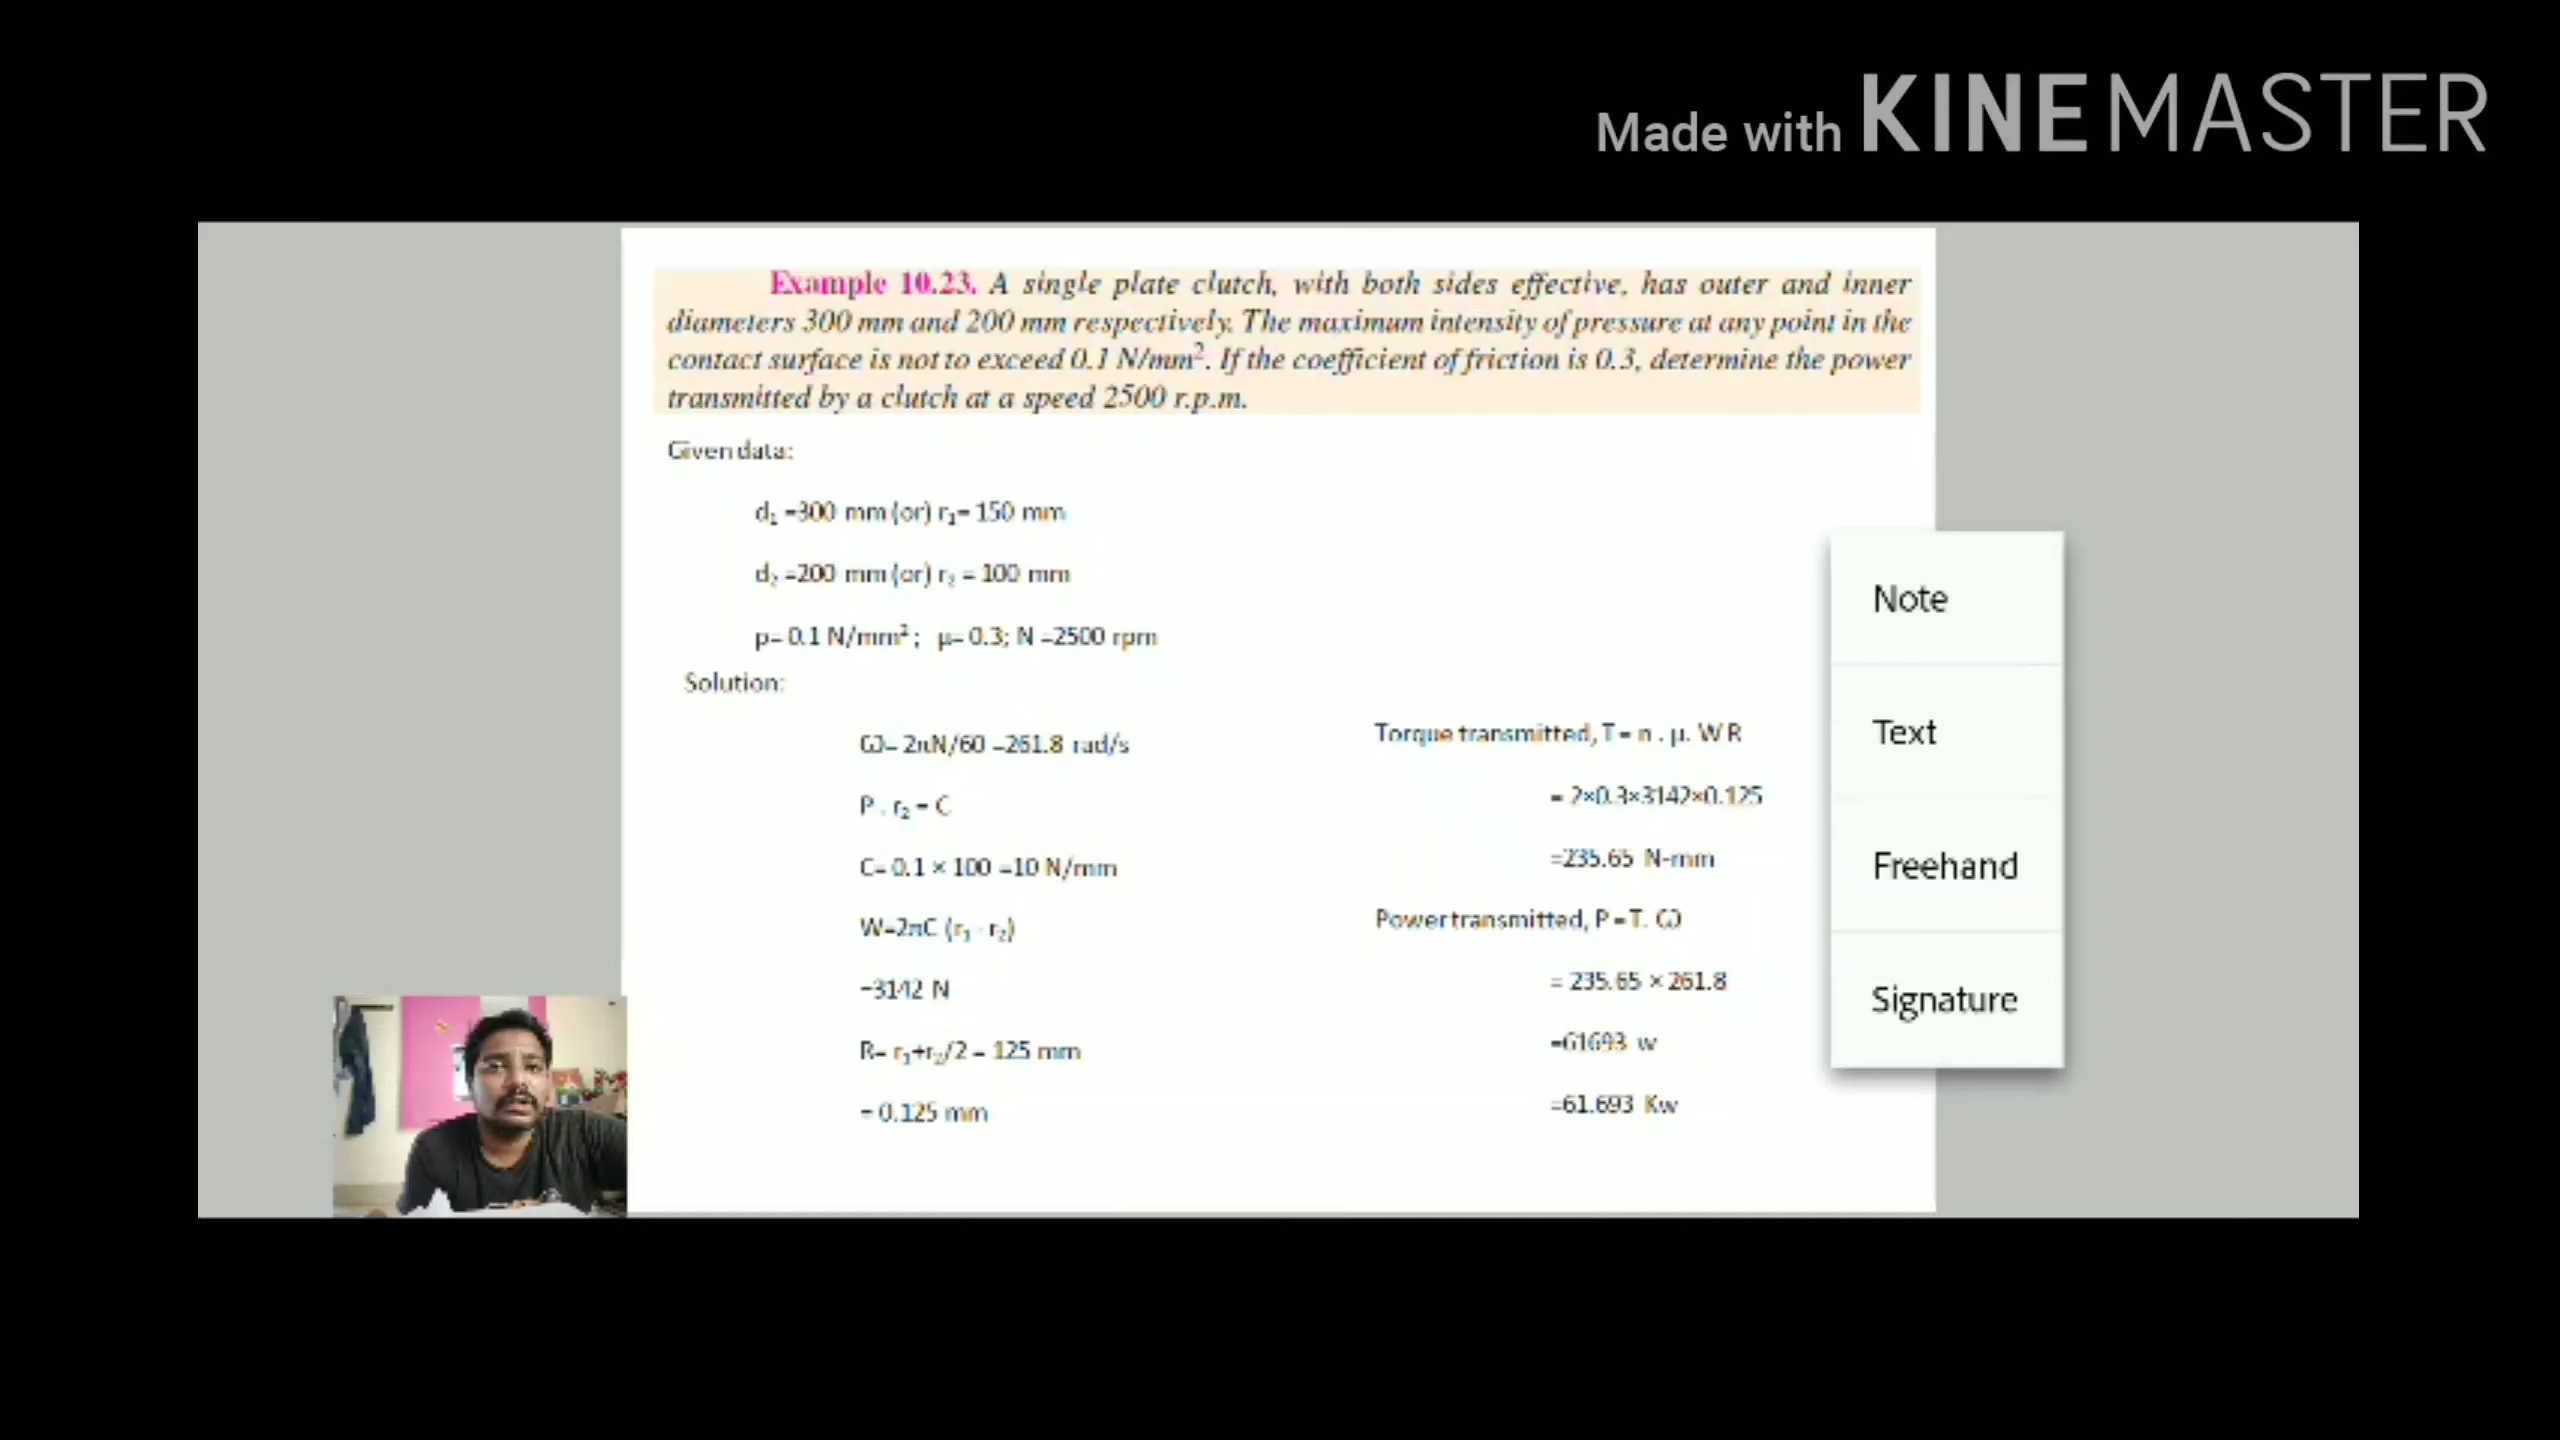 Made with KINEMASTER
Example 10.23. A single plate clutch, with both sides effective, has outer and inner
diameters 300 mm and 200 mm respectively. The maximum intensity of pressure at any point in the
contact surface is not to exceed 0.1 N/mm². If the coefficient of friction is 0.3, determine the power
transmitted by a clutch at a speed 2500 r.p.m.
Given data:
d₁ =300 mm (or) r₁= 150 mm
d₂ =200 mm (or) r₂ = 100 mm
p= 0.1 N/mm² ; μ= 0.3; N =2500 rpm
Solution:
Ѡ= 2πN/60 =261.8 rad/s
P . r₂ = C
C= 0.1 × 100 =10 N/mm
W=2πC (r₁ - r₂)
=3142 N
R= r₁+r₂/2 = 125 mm
= 0.125 mm
Torque transmitted, T= n . μ. W R
= 2×0.3×3142×0.125
=235.65 N-mm
Power transmitted, P =T. Ѡ
= 235.65 × 261.8
=61693 w
=61.693 Kw
Note
Text
Freehand
Signature